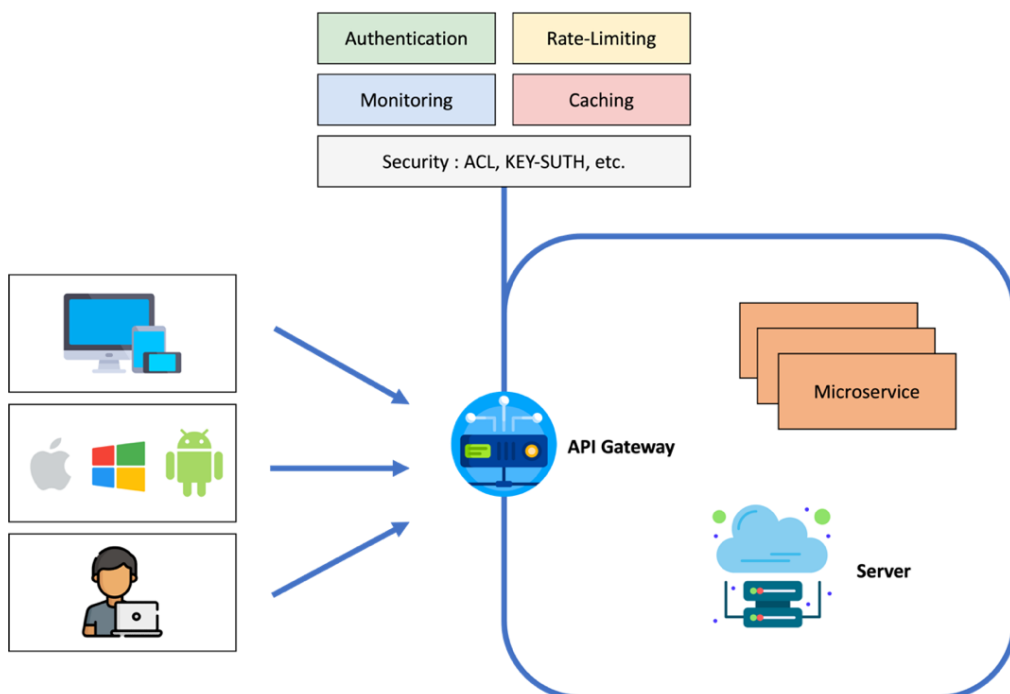 Authentication
Rate-Limiting
Monitoring
Caching
Security : ACL, KEY-SUTH, etc.
Microservice
API Gateway
Server